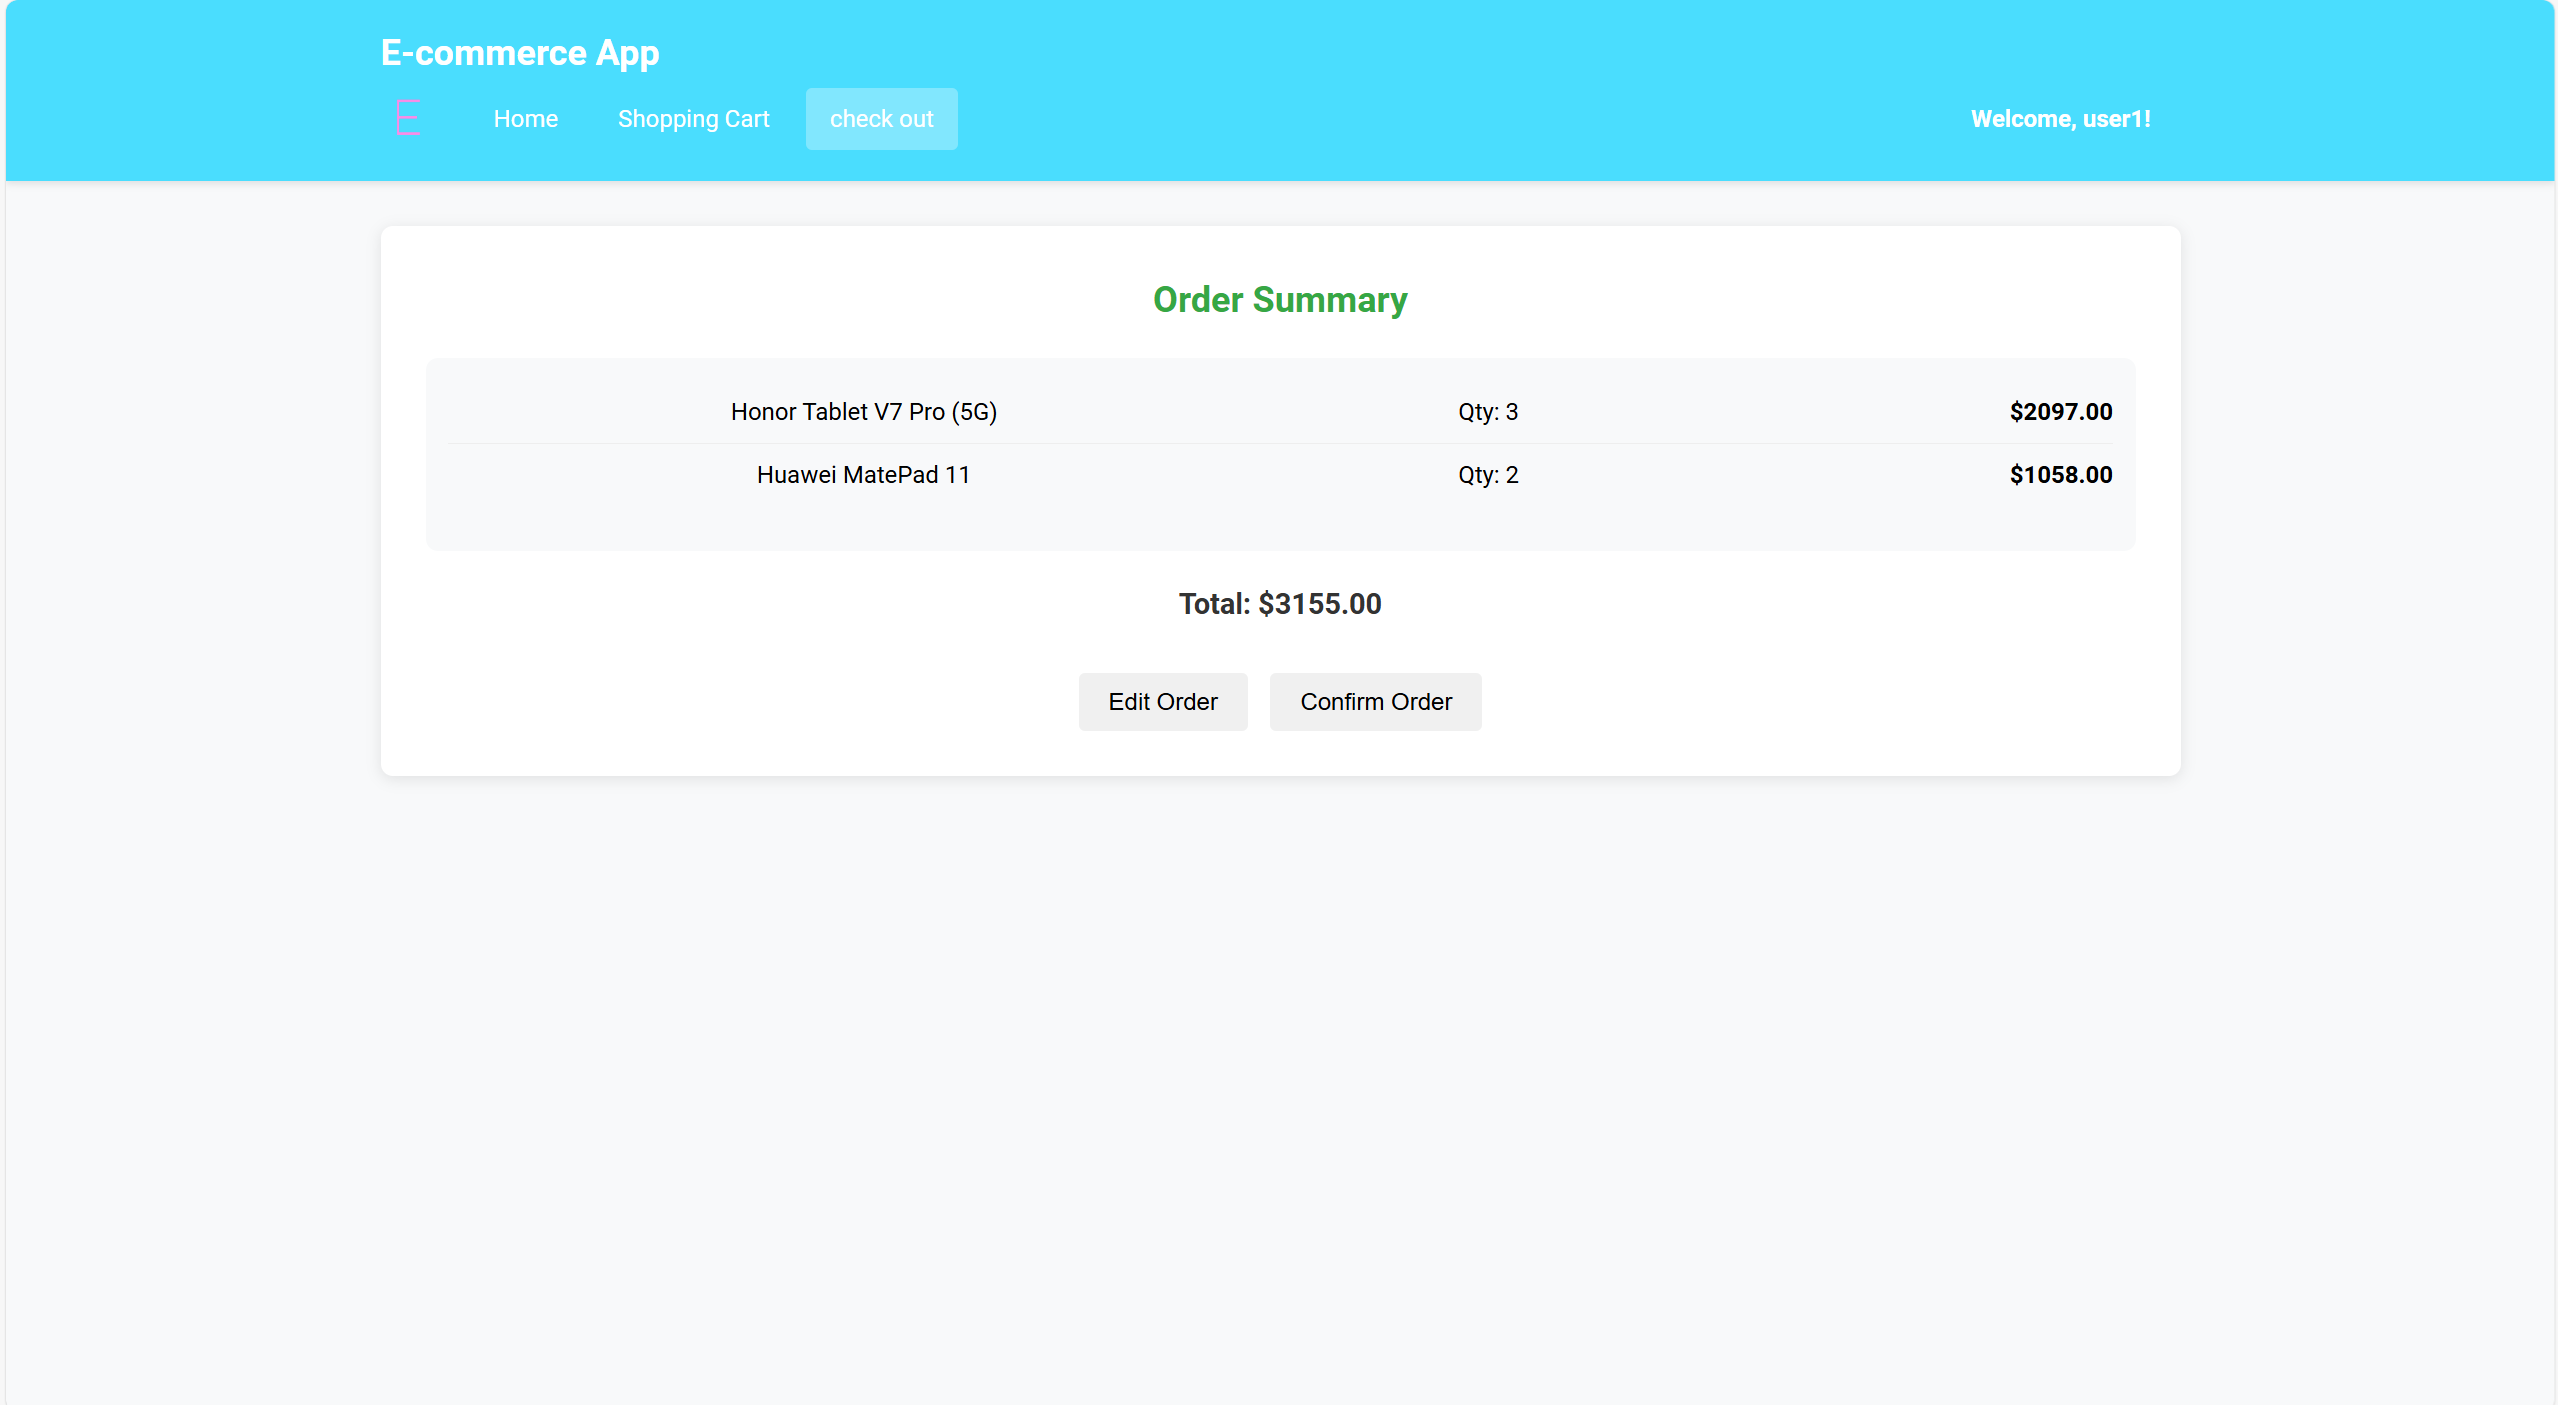 E-commerce App
E Home Shopping Cart check out Welcome, user1!
Order Summary
Honor Tablet V7 Pro (5G) Qty: 3 $2097.00
Huawei MatePad 11 Qty: 2 $1058.00
Total: $3155.00
Edit Order Confirm Order